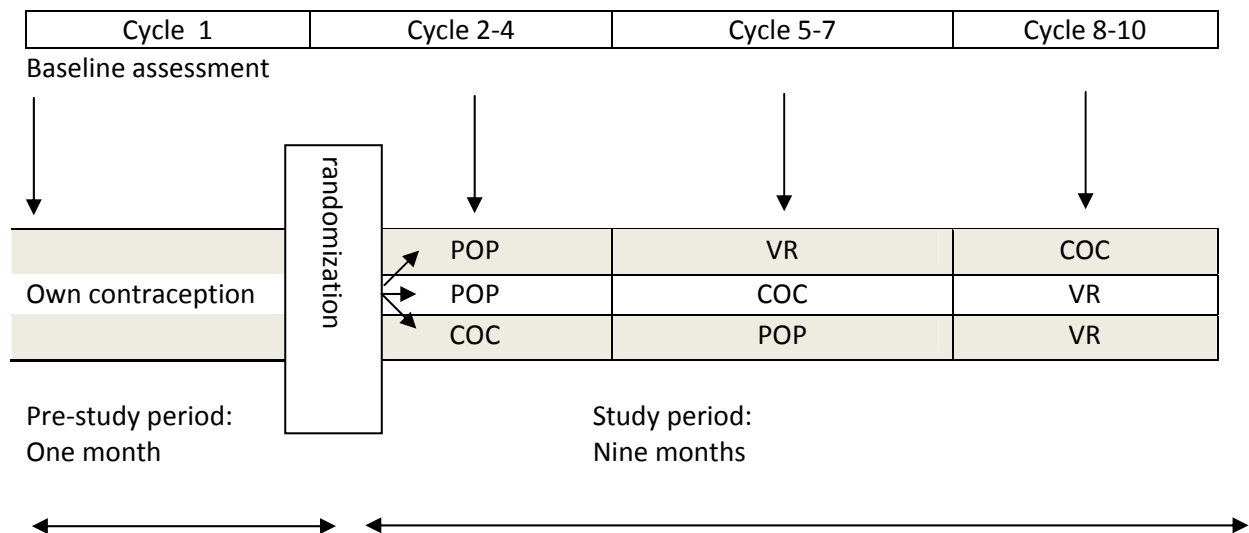 Cycle 1 Cycle 2-4 Cycle 5-7 Cycle 8-10
Baseline assessment
randomization
POP VR COC
Own contraception POP COC VR
COC POP VR
Pre-study period: Study period:
One month Nine months